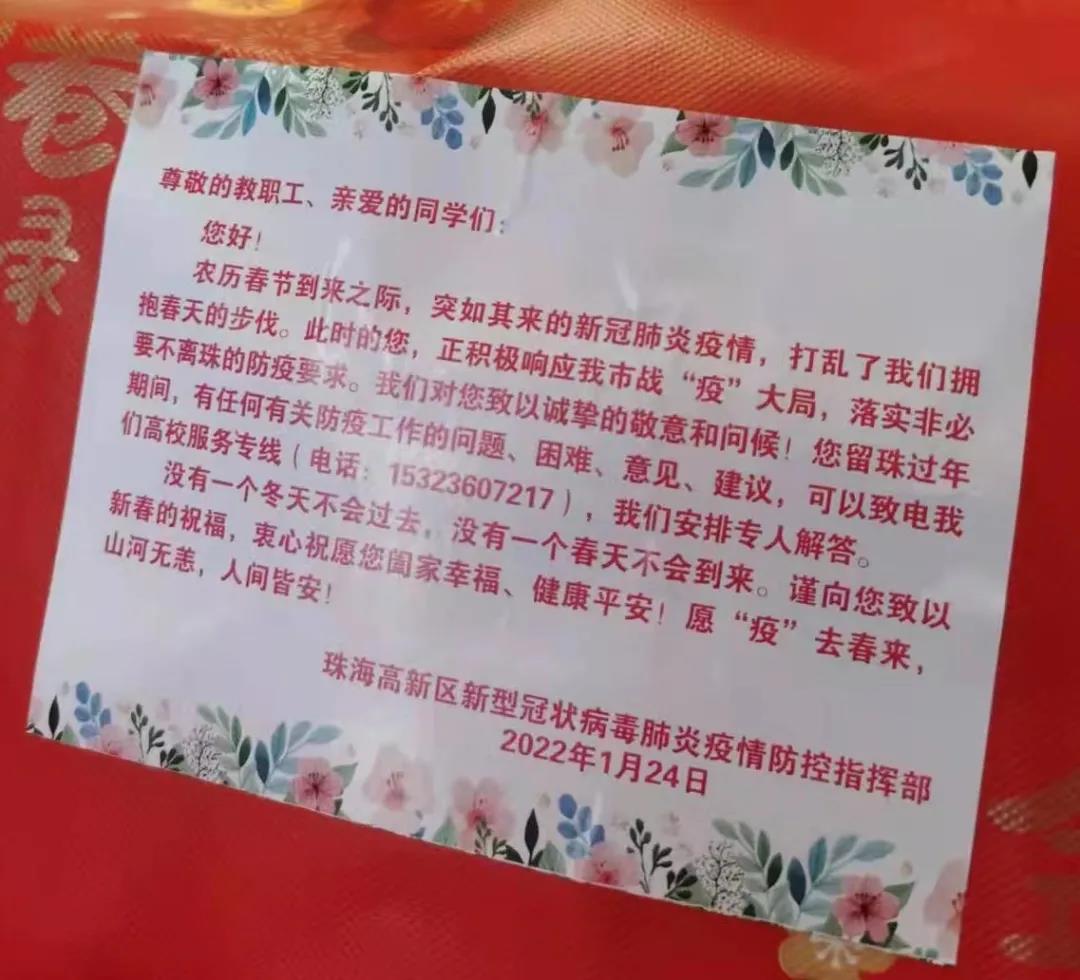 尊敬的教职工、亲爱的同学们：
您好！
农历春节到来之际，突如其来的新冠肺炎疫情，打乱了我们拥
抱春天的步伐。此时的您，正积极响应我市战“疫”大局，落实非必
要不离珠的防疫要求。我们对您致以诚挚的敬意和问候！您留珠过年
期间，有任何有关防疫工作的问题、困难、意见、建议，可以致电我
们高校服务专线（电话：15323607217），我们安排专人解答。
没有一个冬天不会过去，没有一个春天不会到来。谨向您致以
新春的祝福，衷心祝愿您阖家幸福、健康平安！愿“疫”去春来，
山河无恙，人间皆安！
珠海高新区新型冠状病毒肺炎疫情防控指挥部
2022年1月24日